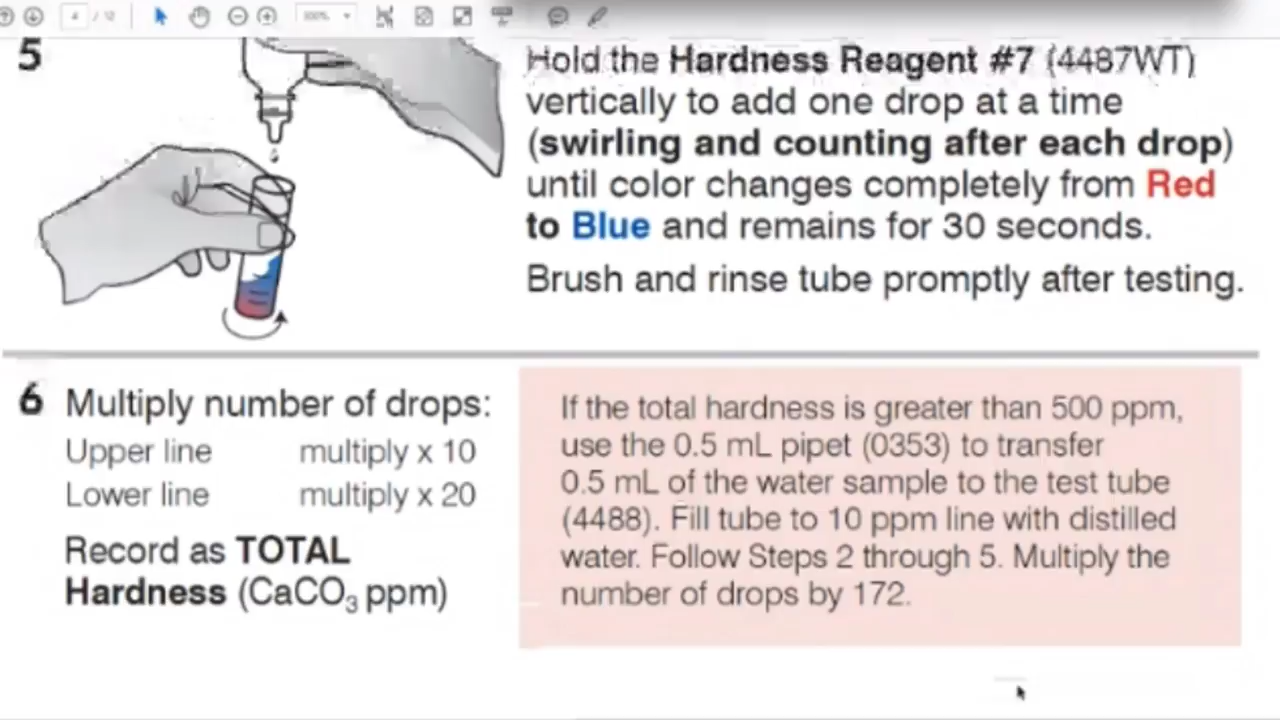 4 / 12
100%
5
Hold the Hardness Reagent #7 (4487WT)
vertically to add one drop at a time
(swirling and counting after each drop)
until color changes completely from Red
to Blue and remains for 30 seconds.
Brush and rinse tube promptly after testing.
6 Multiply number of drops:
Upper line multiply x 10
Lower line multiply x 20
Record as TOTAL
Hardness (CaCO₃ ppm)
If the total hardness is greater than 500 ppm,
use the 0.5 mL pipet (0353) to transfer
0.5 mL of the water sample to the test tube
(4488). Fill tube to 10 ppm line with distilled
water. Follow Steps 2 through 5. Multiply the
number of drops by 172.